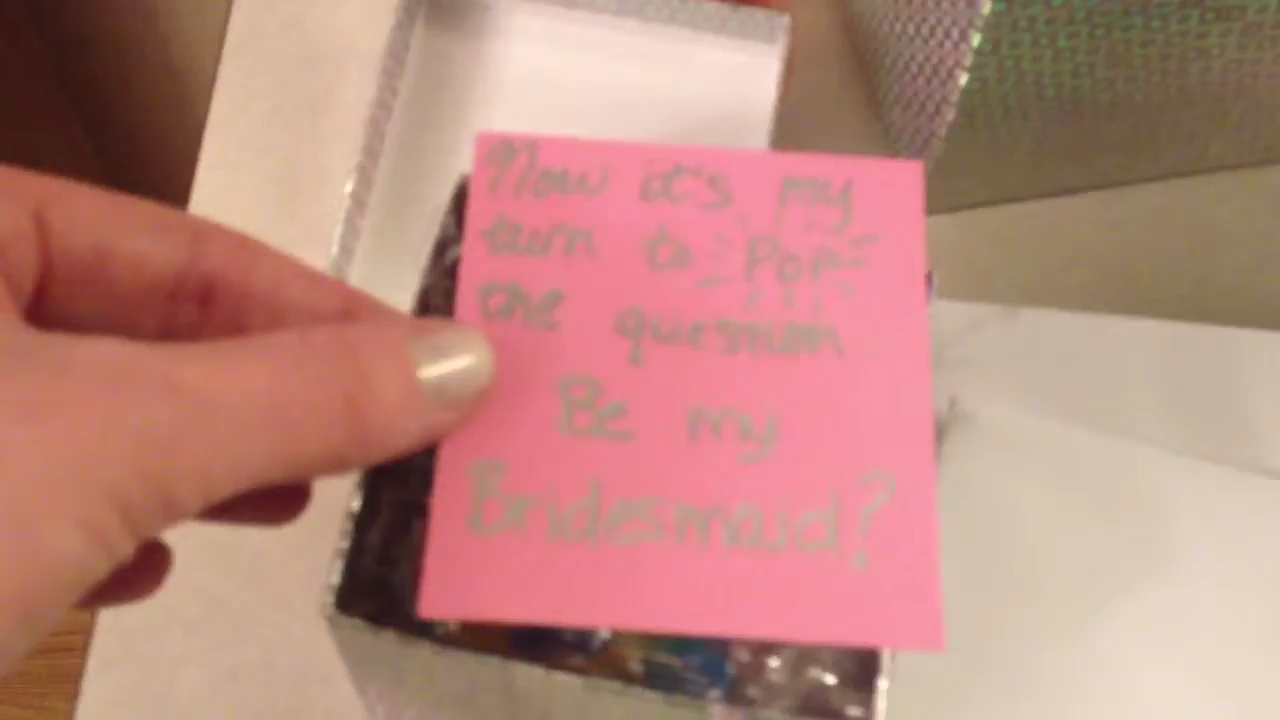 Now it's my
turn to POP
the question
Be my
Bridesmaid?